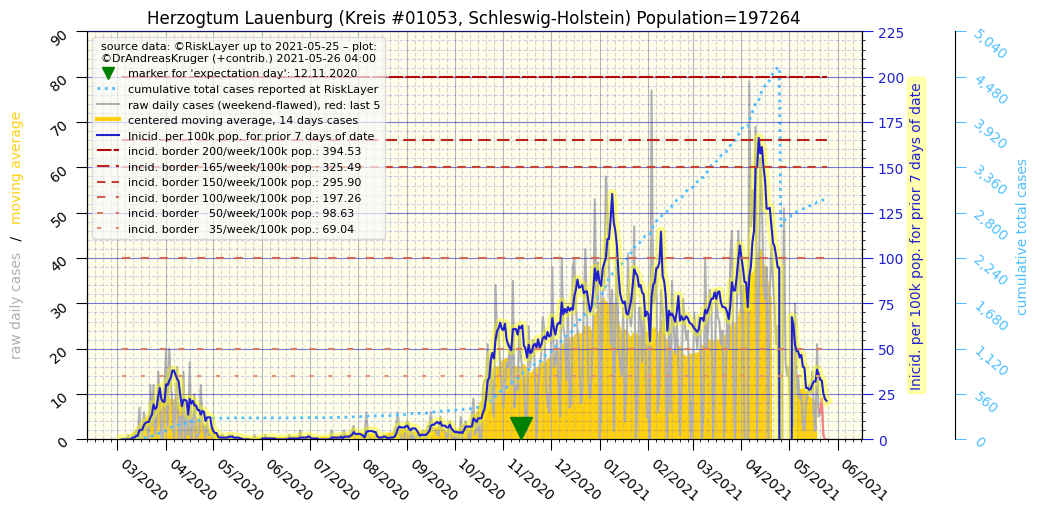 Herzogtum Lauenburg (Kreis #01053, Schleswig-Holstein) Population=197264
source data: ©RiskLayer up to 2021-05-25 – plot:
©DrAndreasKruger (+contrib.) 2021-05-26 04:00
marker for 'expectation day': 12.11.2020
cumulative total cases reported at RiskLayer
raw daily cases (weekend-flawed), red: last 5
centered moving average, 14 days cases
Inicid. per 100k pop. for prior 7 days of date
incid. border 200/week/100k pop.: 394.53
incid. border 165/week/100k pop.: 325.49
incid. border 150/week/100k pop.: 295.90
incid. border 100/week/100k pop.: 197.26
incid. border 50/week/100k pop.: 98.63
incid. border 35/week/100k pop.: 69.04
raw daily cases / moving average
90
80
70
60
50
40
30
20
10
0
03/2020
04/2020
05/2020
06/2020
07/2020
08/2020
09/2020
10/2020
11/2020
12/2020
01/2021
02/2021
03/2021
04/2021
05/2021
06/2021
225
200
175
150
125
100
75
50
25
0
Inicid. per 100k pop. for prior 7 days of date
5,040
4,480
3,920
3,360
2,800
2,240
1,680
1,120
560
0
cumulative total cases